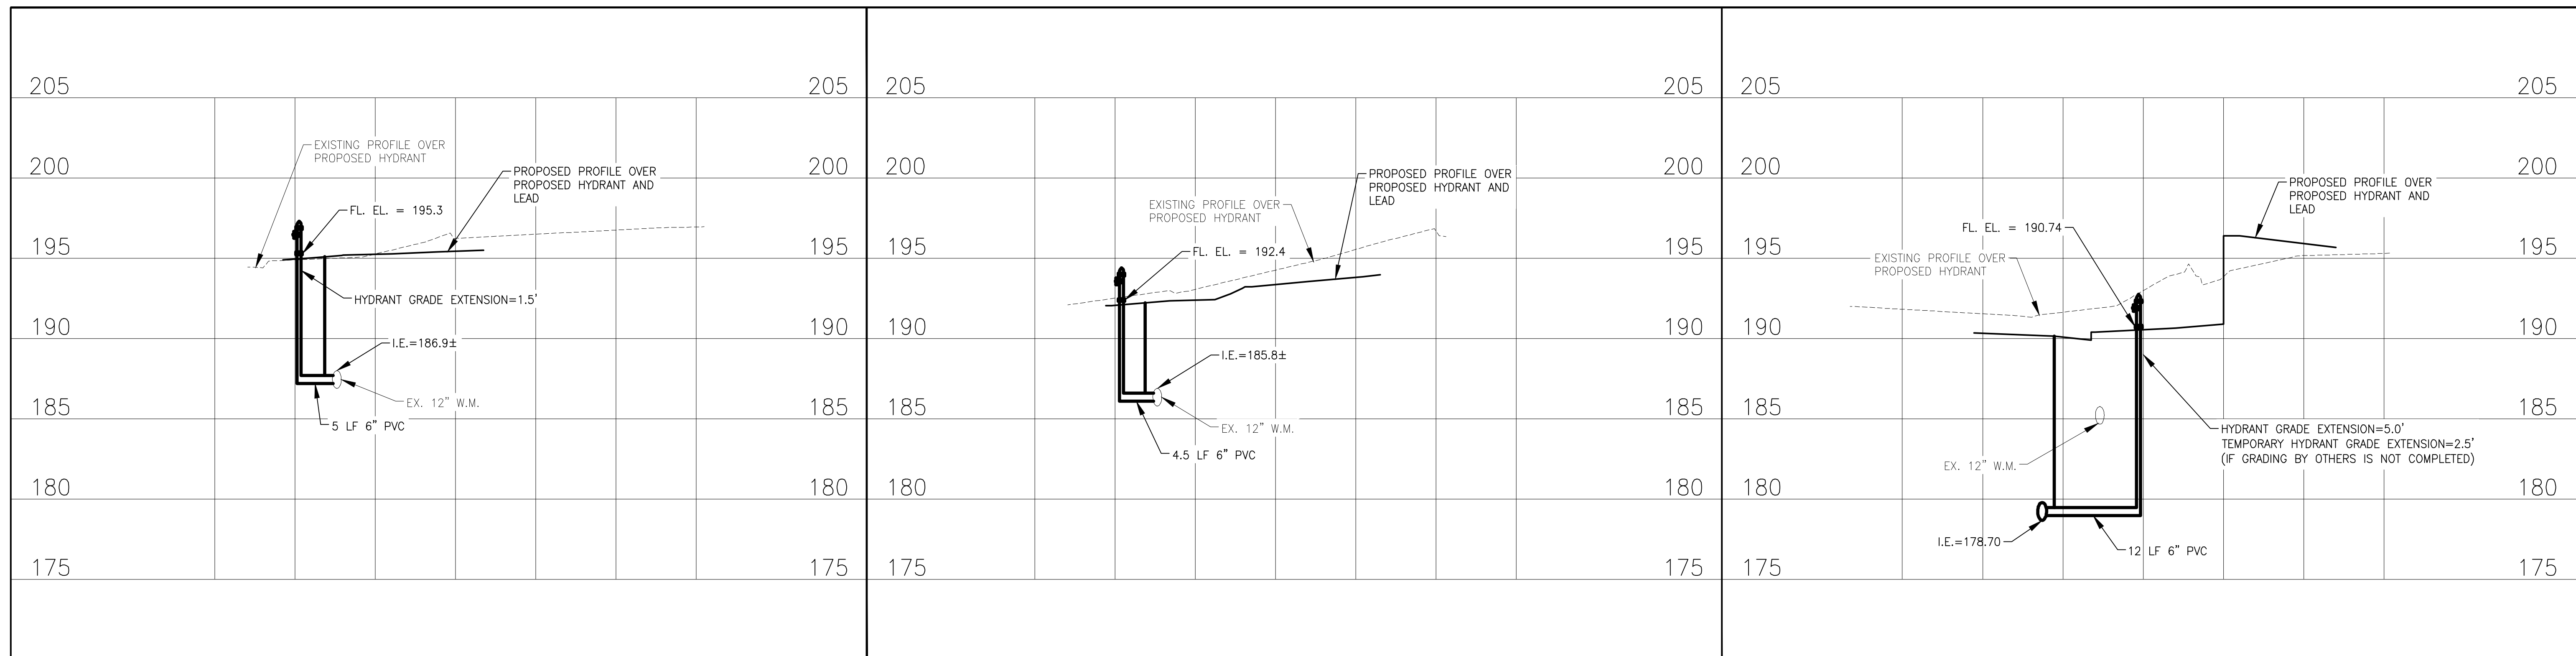 205
205
EXISTING PROFILE OVER
PROPOSED HYDRANT
200
200
PROPOSED PROFILE OVER
PROPOSED HYDRANT AND
LEAD
FL. EL. = 195.3
195
195
HYDRANT GRADE EXTENSION=1.5'
190
190
I.E.=186.9±
EX. 12" W.M.
185
185
5 LF 6" PVC
180
180
175
175
205
205
200
200
PROPOSED PROFILE OVER
PROPOSED HYDRANT AND
LEAD
EXISTING PROFILE OVER
PROPOSED HYDRANT
195
195
FL. EL. = 192.4
190
190
I.E.=185.8±
185
185
EX. 12" W.M.
4.5 LF 6" PVC
180
180
175
175
205
205
200
200
PROPOSED PROFILE OVER
PROPOSED HYDRANT AND
LEAD
FL. EL. = 190.74
195
195
EXISTING PROFILE OVER
PROPOSED HYDRANT
190
190
185
185
HYDRANT GRADE EXTENSION=5.0'
TEMPORARY HYDRANT GRADE EXTENSION=2.5'
(IF GRADING BY OTHERS IS NOT COMPLETED)
EX. 12" W.M.
180
180
I.E.=178.70
12 LF 6" PVC
175
175